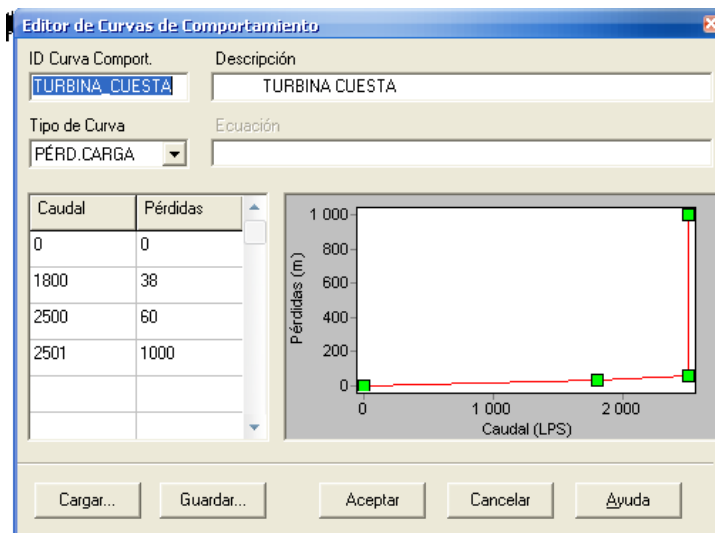 Editor de Curvas de Comportamiento
ID Curva Comport. Descripción
TURBINA_CUESTA TURBINA CUESTA
Tipo de Curva Ecuación
PÉRD.CARGA
Caudal Pérdidas
0 0
1800 38
2500 60
2501 1000
Pérdidas (m)
1 000
800
600
400
200
0
0 1 000 2 000
Caudal (LPS)
Cargar... Guardar... Aceptar Cancelar Ayuda